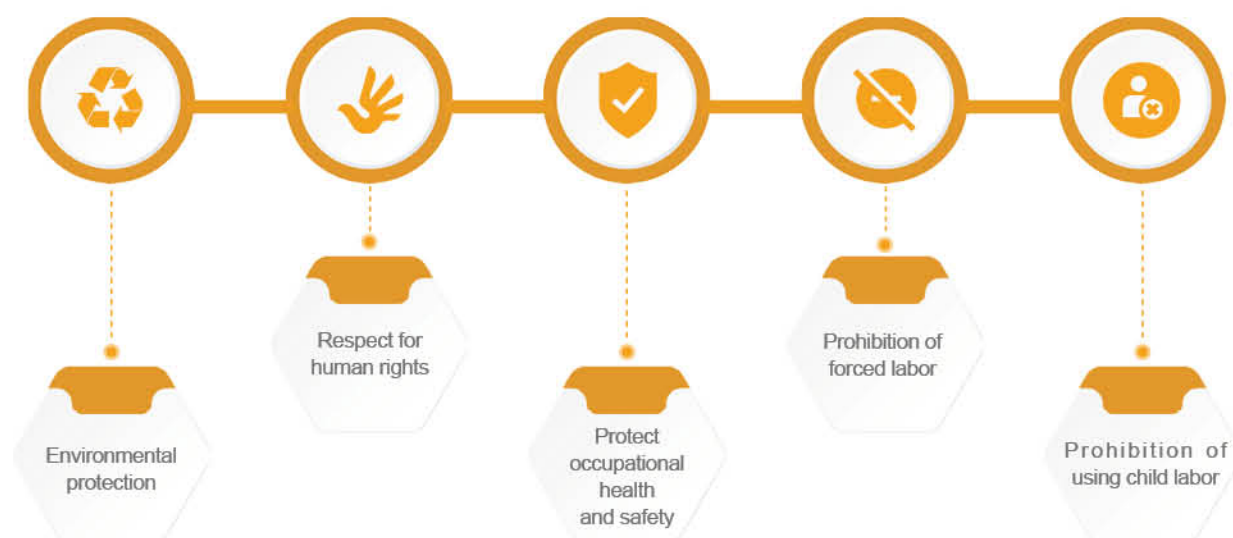 Environmental
protection
Respect for
human rights
Protect
occupational
health
and safety
Prohibition of
forced labor
Prohibition of
using child labor